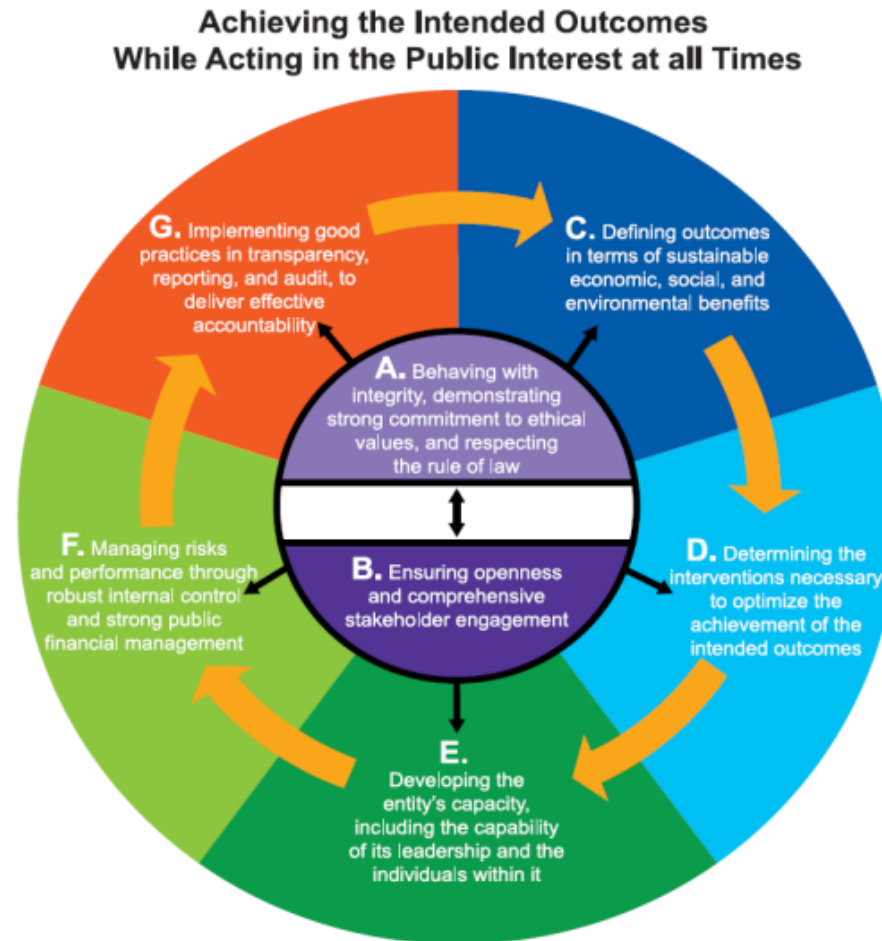 Achieving the Intended Outcomes
While Acting in the Public Interest at all Times
G. Implementing good
practices in transparency,
reporting, and audit, to
deliver effective
accountability
C. Defining outcomes
in terms of sustainable
economic, social, and
environmental benefits
A. Behaving with
integrity, demonstrating
strong commitment to ethical
values, and respecting
the rule of law
B. Ensuring openness
and comprehensive
stakeholder engagement
F. Managing risks
and performance through
robust internal control
and strong public
financial management
D. Determining the
interventions necessary
to optimize the
achievement of the
intended outcomes
E.
Developing the
entity's capacity,
including the capability
of its leadership and the
individuals within it